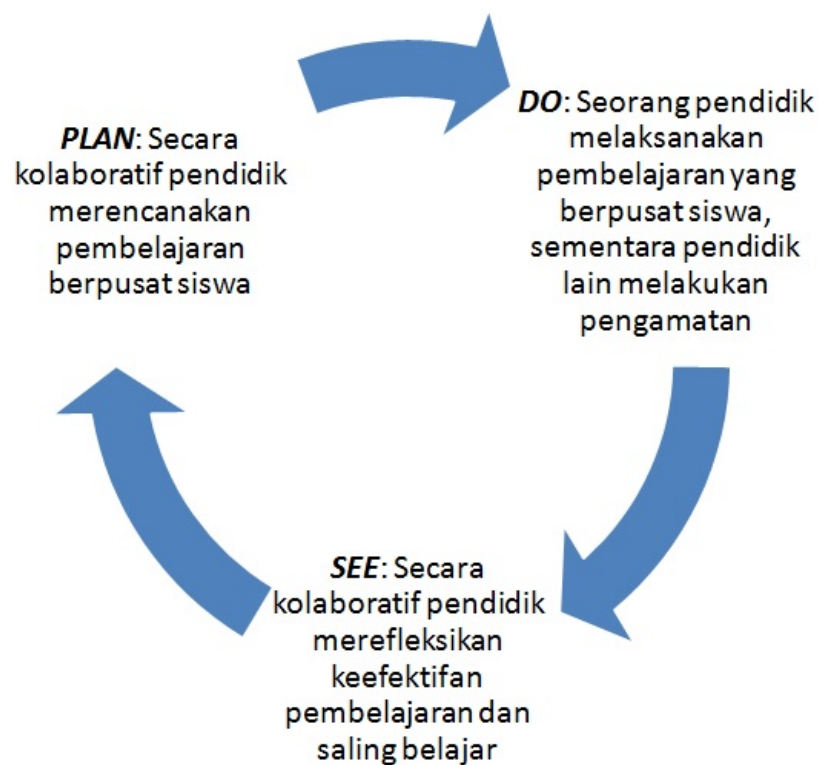 PLAN: Secara
kolaboratif pendidik
merencanakan
pembelajaran
berpusat siswa
DO: Seorang pendidik
melaksanakan
pembelajaran yang
berpusat siswa,
sementara pendidik
lain melakukan
pengamatan
SEE: Secara
kolaboratif pendidik
merefleksikan
keefektifan
pembelajaran dan
saling belajar